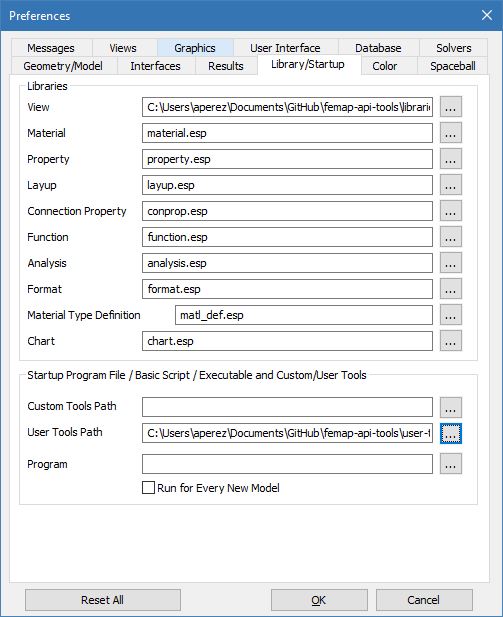 Preferences
Messages Views Graphics User Interface Database Solvers
Geometry/Model Interfaces Results Library/Startup Color Spaceball
Libraries
View C:\Users\aperez\Documents\GitHub\femap-api-tools\librarie ...
Material material.esp ...
Property property.esp ...
Layup layup.esp ...
Connection Property conprop.esp ...
Function function.esp ...
Analysis analysis.esp ...
Format format.esp ...
Material Type Definition matl_def.esp ...
Chart chart.esp ...
Startup Program File / Basic Script / Executable and Custom/User Tools
Custom Tools Path ...
User Tools Path C:\Users\aperez\Documents\GitHub\femap-api-tools\user-t ...
Program ...
Run for Every New Model
Reset All OK Cancel